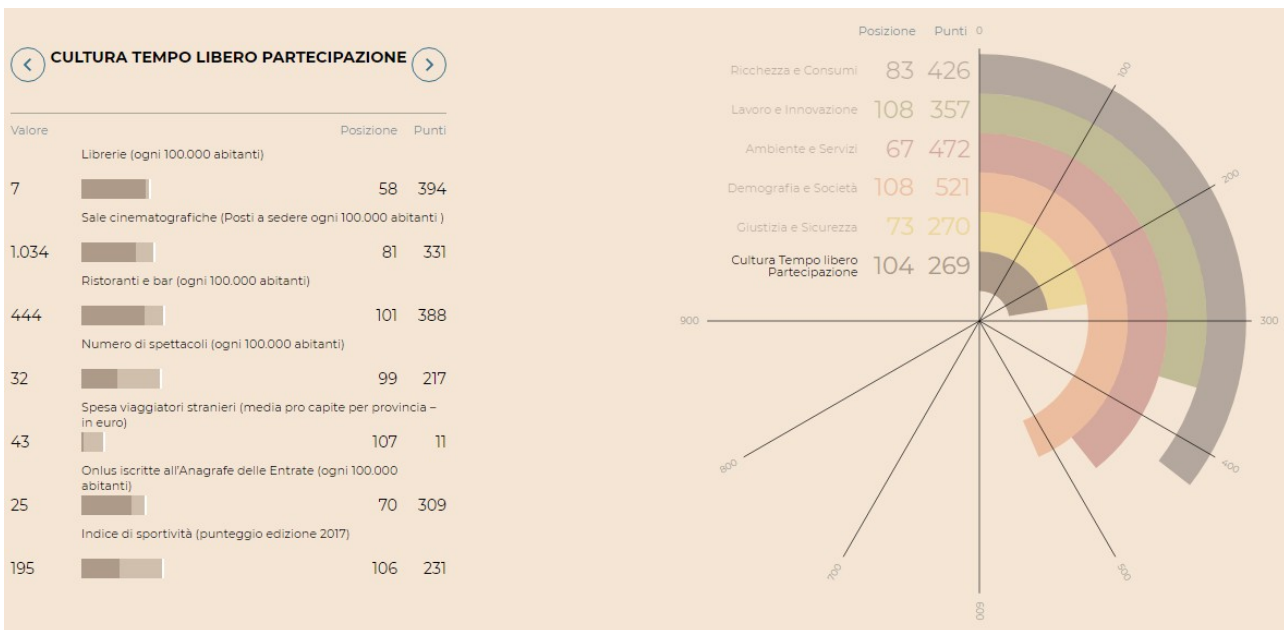 CULTURA TEMPO LIBERO PARTECIPAZIONE
Valore Posizione Punti
Librerie (ogni 100.000 abitanti)
7 58 394
Sale cinematografiche (Posti a sedere ogni 100.000 abitanti )
1.034 81 331
Ristoranti e bar (ogni 100.000 abitanti)
444 101 388
Numero di spettacoli (ogni 100.000 abitanti)
32 99 217
Spesa viaggiatori stranieri (media pro capite per provincia –
in euro)
43 107 11
Onlus iscritte all'Anagrafe delle Entrate (ogni 100.000
abitanti)
25 70 309
Indice di sportività (punteggio edizione 2017)
195 106 231
Posizione Punti 0
Ricchezza e Consumi 83 426
Lavoro e Innovazione 108 357
Ambiente e Servizi 67 472
Demografia e Società 108 521
Giustizia e Sicurezza 73 270
Cultura Tempo libero
Partecipazione 104 269
100
200
300
400
500
600
700
800
900